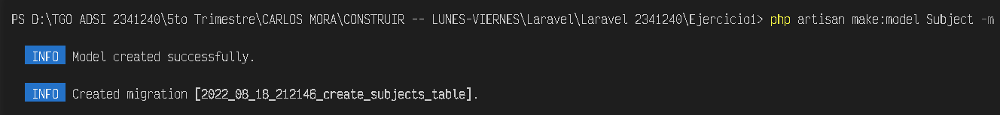 PS D:\TGO ADSI 2341240\5to Trimestre\CARLOS MORA\CONSTRUIR -- LUNES-VIERNES\Laravel\Laravel 2341240\Ejercicio1> php artisan make:model Subject -m
INFO Model created successfully.
INFO Created migration [2022_08_18_212146_create_subjects_table].